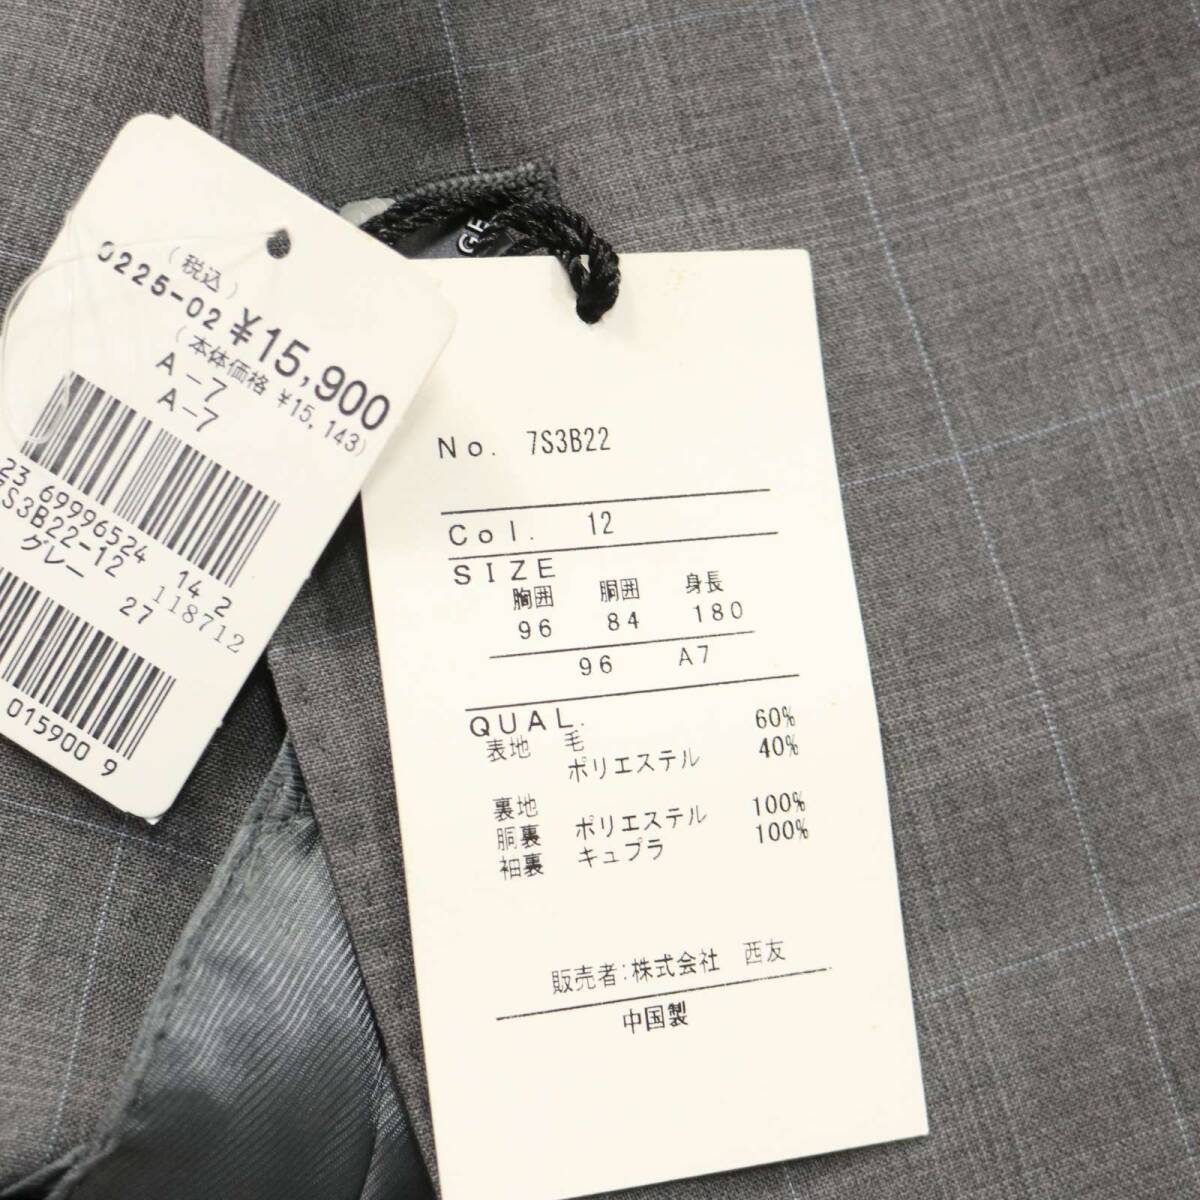 (税込)
0225-02 ¥15,900
(本体価格 ¥15,143)
A-7
A-7
23 69996524 14 2
7S3B22-12 118712
グレー
27
015900 9
GE
No. 7S3B22
Col. 12
SIZE
胸囲 胴囲 身長
96 84 180
96 A7
QUAL. 60%
表地 毛 40%
ポリエステル
裏地 100%
胴裏 ポリエステル 100%
袖裏 キュプラ
販売者:株式会社 西友
中国製